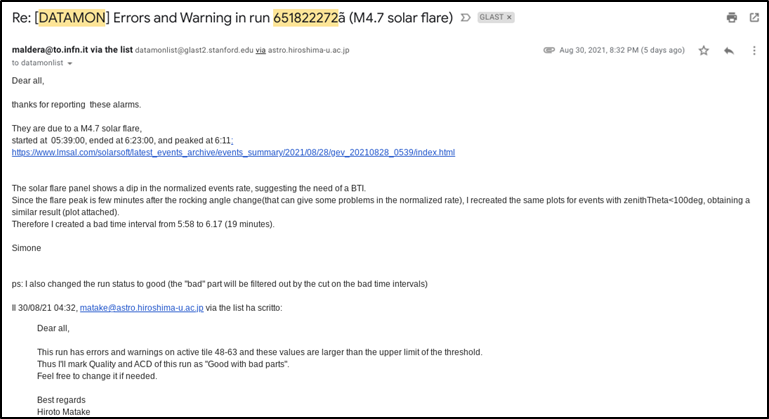 Re: [DATAMON] Errors and Warning in run 651822272ã (M4.7 solar flare) GLAST ×
maldera@to.infn.it via the list datamonlist@glast2.stanford.edu via astro.hiroshima-u.ac.jp Aug 30, 2021, 8:32 PM (5 days ago)
to datamonlist
Dear all,
thanks for reporting these alarms.
They are due to a M4.7 solar flare,
started at 05:39:00, ended at 6:23:00, and peaked at 6:11:
https://www.lmsal.com/solarsoft/latest_events_archive/events_summary/2021/08/28/gev_20210828_0539/index.html
The solar flare panel shows a dip in the normalized events rate, suggesting the need of a BTI.
Since the flare peak is few minutes after the rocking angle change(that can give some problems in the normalized rate), I recreated the same plots for events with zenithTheta<100deg, obtaining a
similar result (plot attached).
Therefore I created a bad time interval from 5:58 to 6.17 (19 minutes).
Simone
ps: I also changed the run status to good (the "bad" part will be filtered out by the cut on the bad time intervals)
Il 30/08/21 04:32, matake@astro.hiroshima-u.ac.jp via the list ha scritto:
Dear all,
This run has errors and warnings on active tile 48-63 and these values are larger than the upper limit of the threshold.
Thus I'll mark Quality and ACD of this run as "Good with bad parts".
Feel free to change it if needed.
Best regards
Hiroto Matake